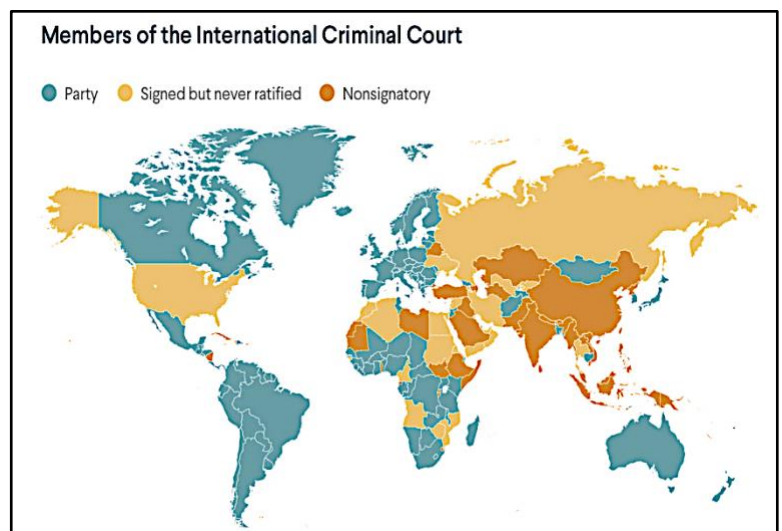 Members of the International Criminal Court
Party Signed but never ratified Nonsignatory